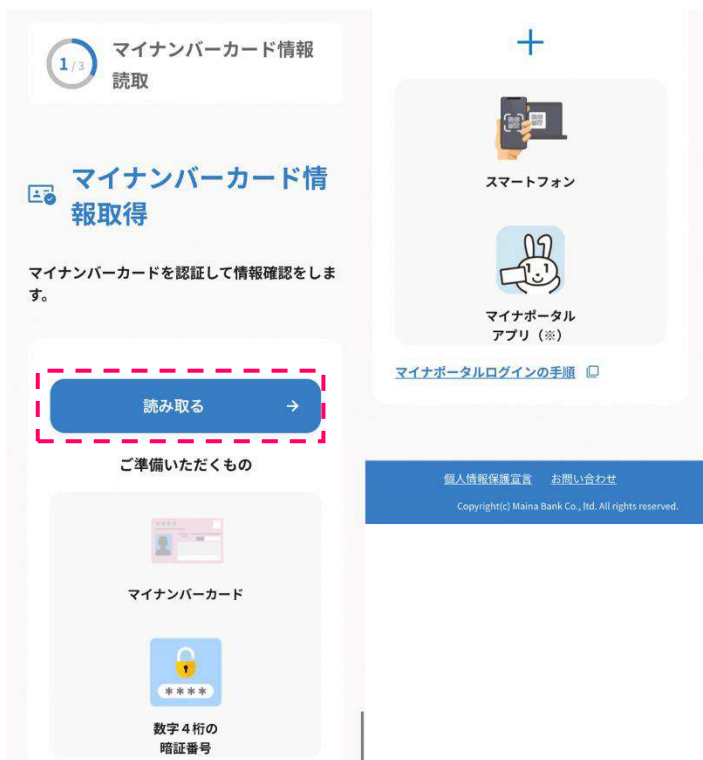 1/3
マイナンバーカード情報
読取
マイナンバーカード情
報取得
マイナンバーカードを認証して情報確認をしま
す。
読み取る →
ご準備いただくもの
****
マイナンバーカード
****
数字4桁の
暗証番号
+
スマートフォン
1 1
マイナポータル
アプリ（※）
マイナポータルログインの手順
個人情報保護宣言 お問い合わせ
Copyright(c) Maina Bank Co., ltd. All rights reserved.